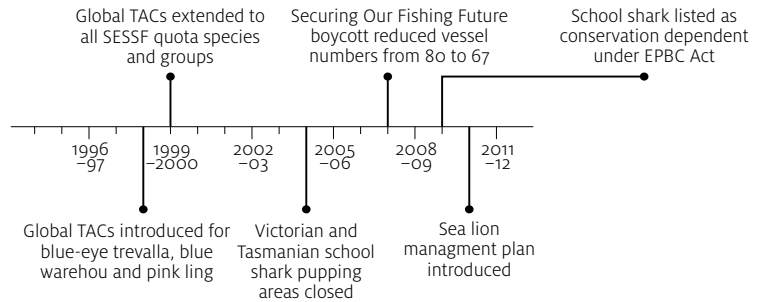 Global TACs extended to
all SESSF quota species
and groups
Securing Our Fishing Future
boycott reduced vessel
numbers from 80 to 67
School shark listed as
conservation dependent
under EPBC Act
1996
–97
1999
–2000
2002
–03
2005
–06
2008
–09
2011
–12
Global TACs introduced for
blue-eye trevalla, blue
warehou and pink ling
Victorian and
Tasmanian school
shark pupping
areas closed
Sea lion
managment plan
introduced